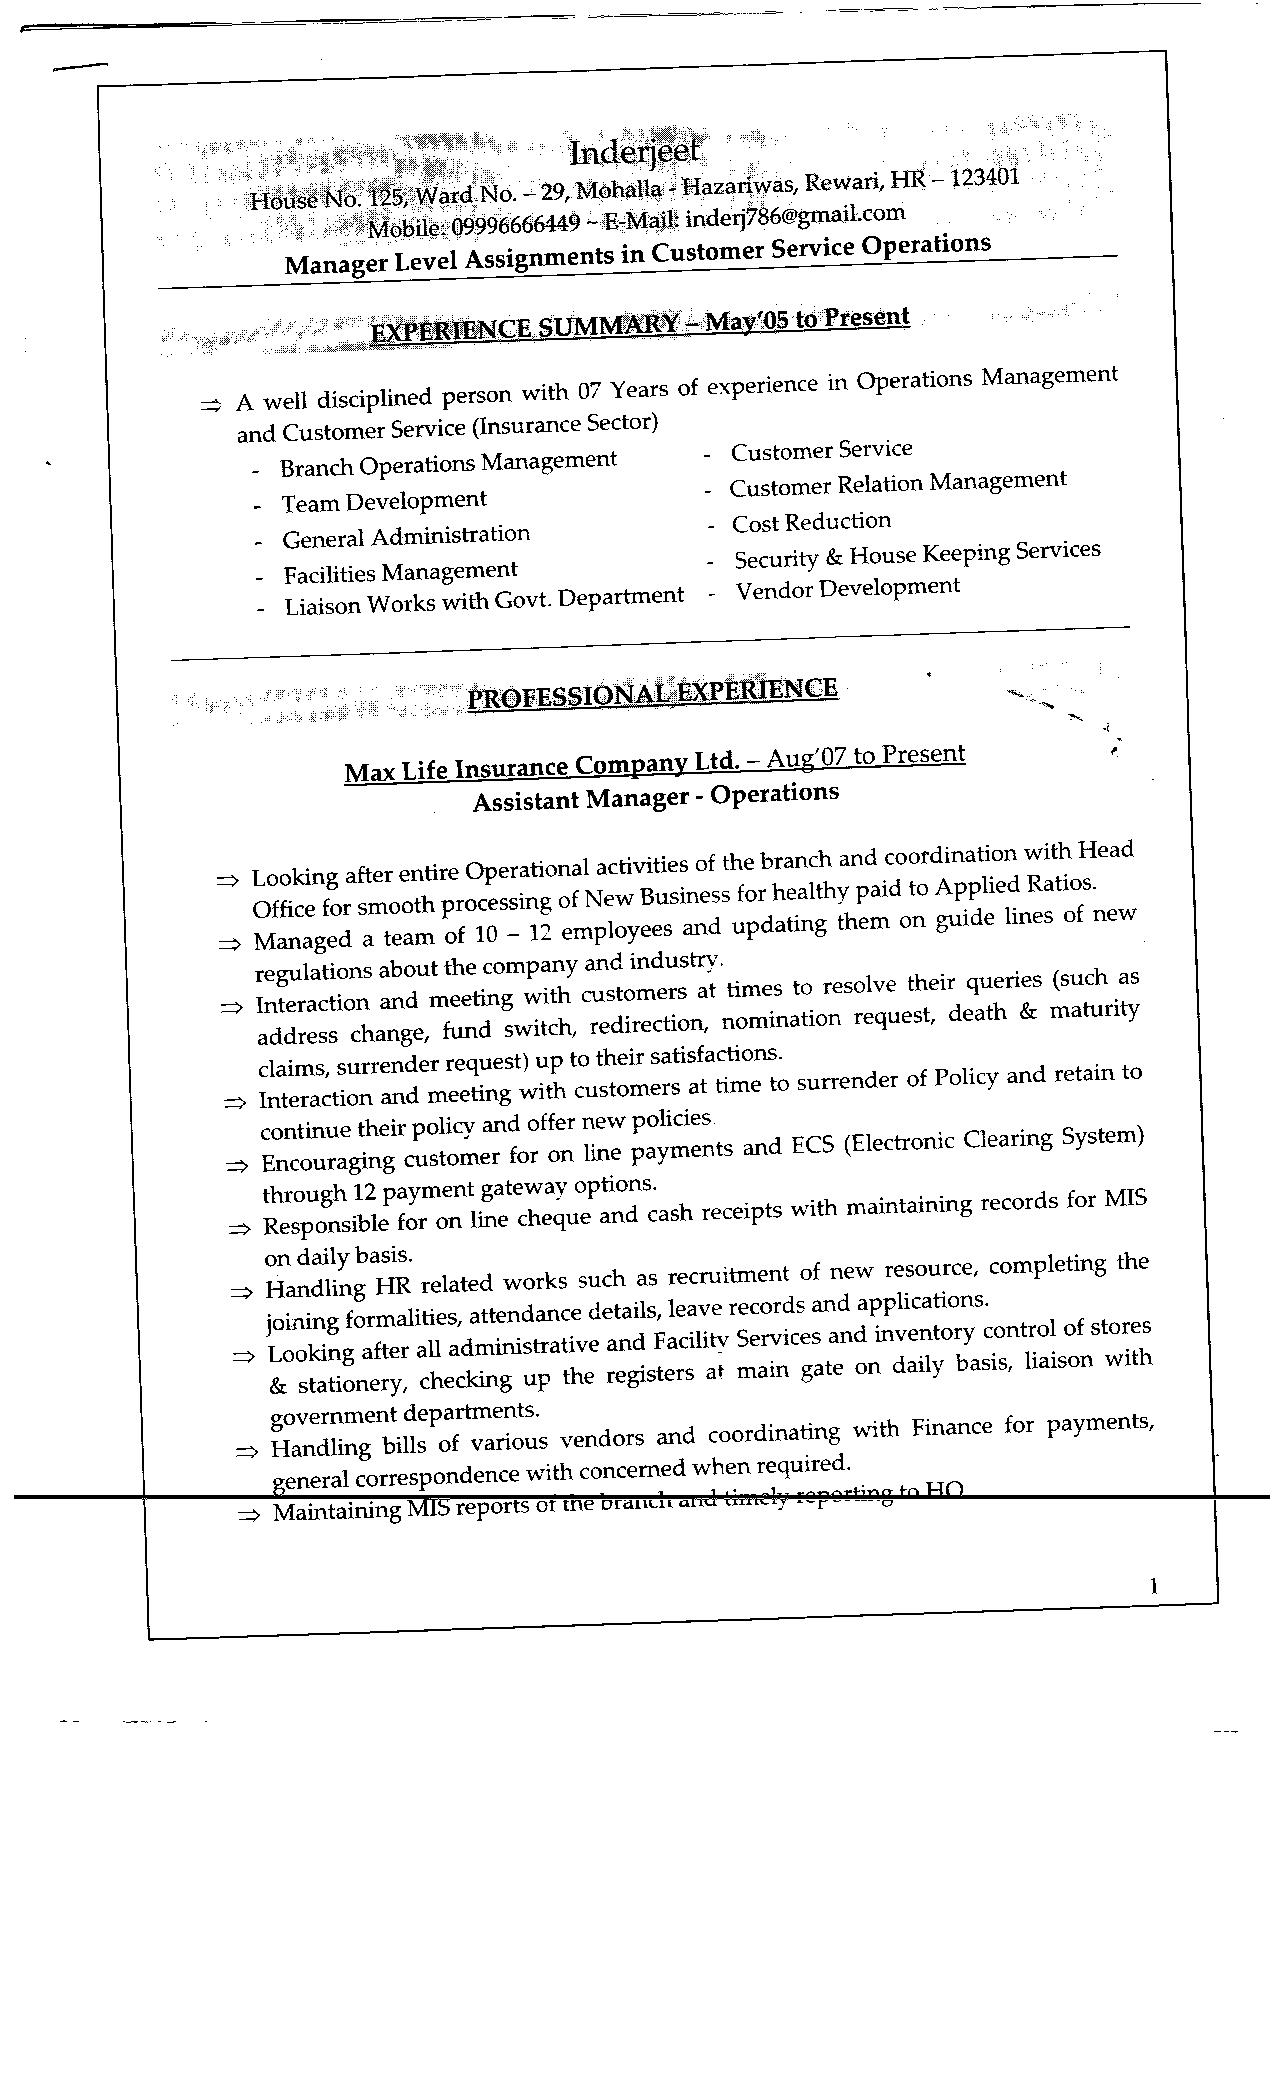 Inderjeet
House No. 125, Ward No. – 29, Mohalla - Hazariwas, Rewari, HR – 123401
Mobile: 09996666449 ~ E-Mail: inderj786@gmail.com
Manager Level Assignments in Customer Service Operations
EXPERIENCE SUMMARY – May'05 to Present
⇒ A well disciplined person with 07 Years of experience in Operations Management
and Customer Service (Insurance Sector)
- Branch Operations Management - Customer Service
- Team Development - Customer Relation Management
- General Administration - Cost Reduction
- Facilities Management - Security & House Keeping Services
- Liaison Works with Govt. Department - Vendor Development
PROFESSIONAL EXPERIENCE
Max Life Insurance Company Ltd. – Aug'07 to Present
Assistant Manager - Operations
⇒ Looking after entire Operational activities of the branch and coordination with Head
Office for smooth processing of New Business for healthy paid to Applied Ratios.
⇒ Managed a team of 10 – 12 employees and updating them on guide lines of new
regulations about the company and industry.
⇒ Interaction and meeting with customers at times to resolve their queries (such as
address change, fund switch, redirection, nomination request, death & maturity
claims, surrender request) up to their satisfactions.
⇒ Interaction and meeting with customers at time to surrender of Policy and retain to
continue their policy and offer new policies.
⇒ Encouraging customer for on line payments and ECS (Electronic Clearing System)
through 12 payment gateway options.
⇒ Responsible for on line cheque and cash receipts with maintaining records for MIS
on daily basis.
⇒ Handling HR related works such as recruitment of new resource, completing the
joining formalities, attendance details, leave records and applications.
⇒ Looking after all administrative and Facility Services and inventory control of stores
& stationery, checking up the registers at main gate on daily basis, liaison with
government departments.
⇒ Handling bills of various vendors and coordinating with Finance for payments,
general correspondence with concerned when required.
⇒ Maintaining MIS reports of the branch and timely reporting to HO
1